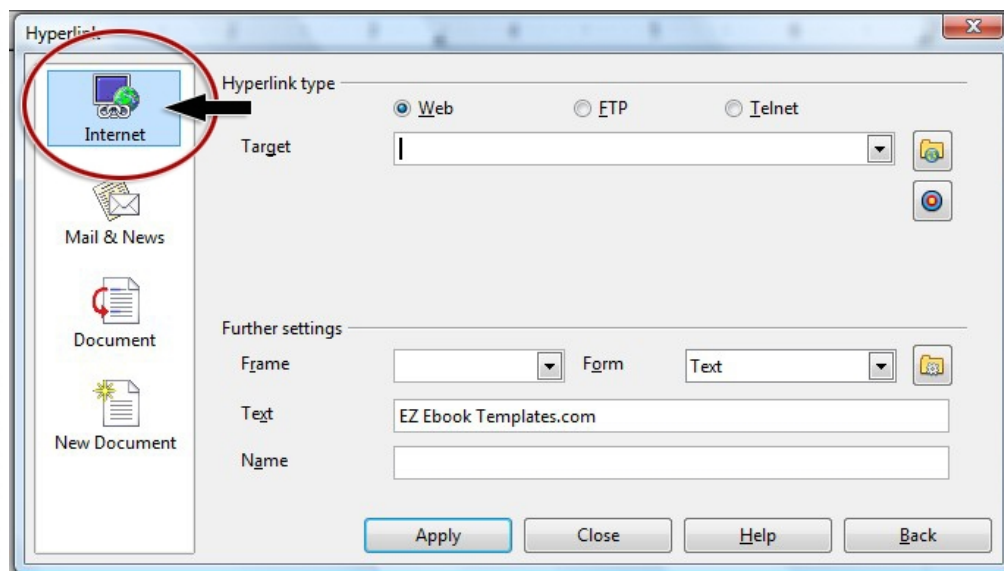 Hyperlink
Internet
Mail & News
Document
New Document
Hyperlink type
Web FTP Telnet
Target
Further settings
Frame Form Text
Text EZ Ebook Templates.com
Name
Apply Close Help Back